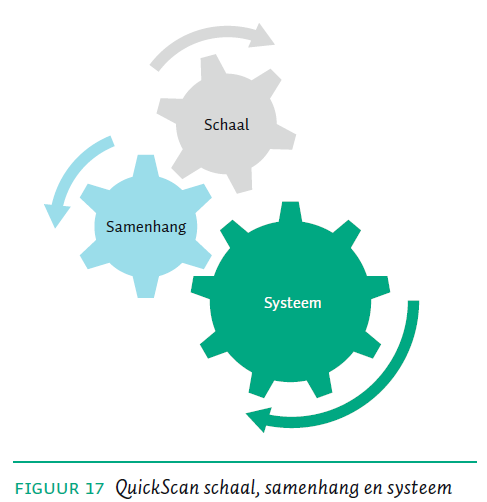 Schaal
Samenhang
Systeem
FIGUUR 17 QuickScan schaal, samenhang en systeem